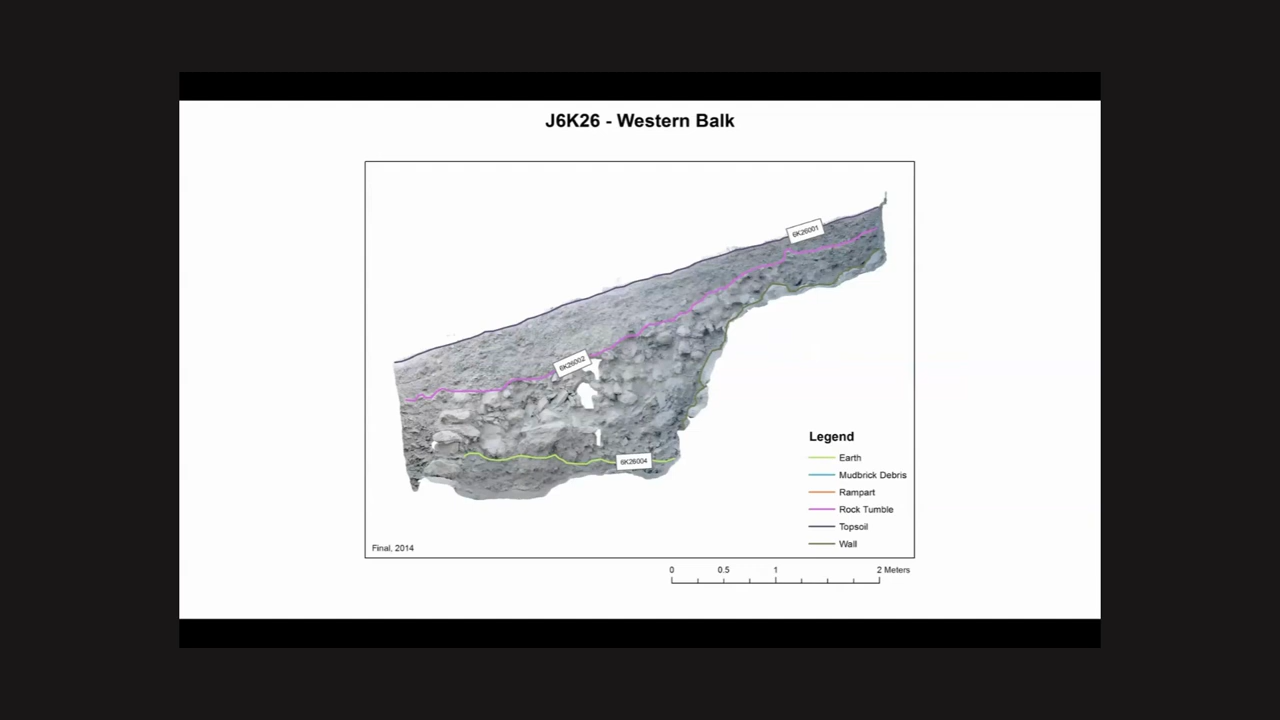 J6K26 - Western Balk
6K26001
6K26002
6K26004
Legend
Earth
Mudbrick Debris
Rampart
Rock Tumble
Topsoil
Wall
Final, 2014
0 0.5 1 2 Meters